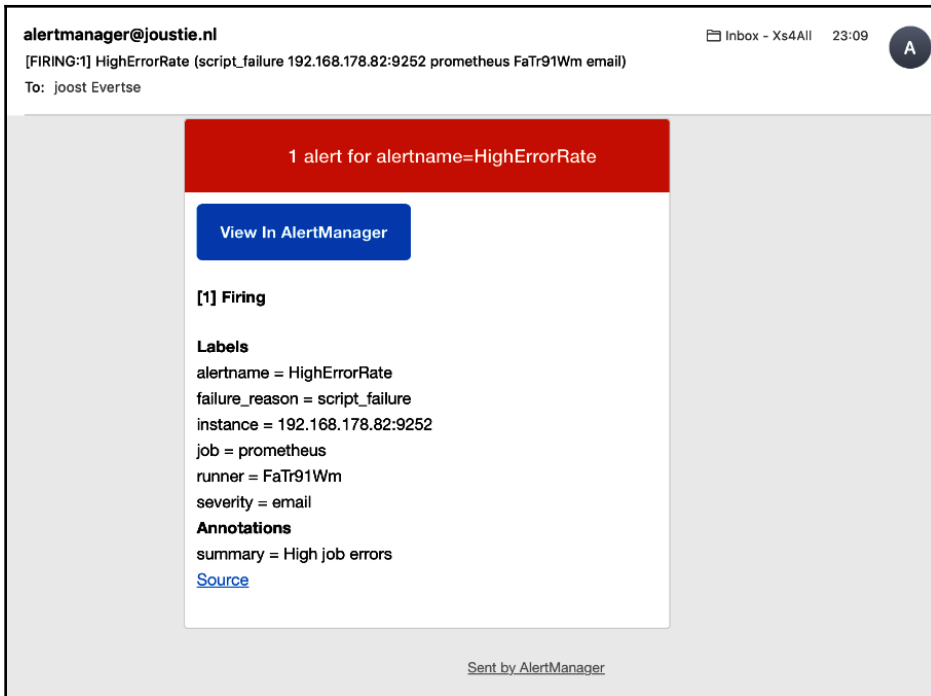 alertmanager@joustie.nl
Inbox - Xs4All 23:09
A
[FIRING:1] HighErrorRate (script_failure 192.168.178.82:9252 prometheus FaTr91Wm email)
To: joost Evertse
1 alert for alertname=HighErrorRate
View In AlertManager
[1] Firing
Labels
alertname = HighErrorRate
failure_reason = script_failure
instance = 192.168.178.82:9252
job = prometheus
runner = FaTr91Wm
severity = email
Annotations
summary = High job errors
Source
Sent by AlertManager